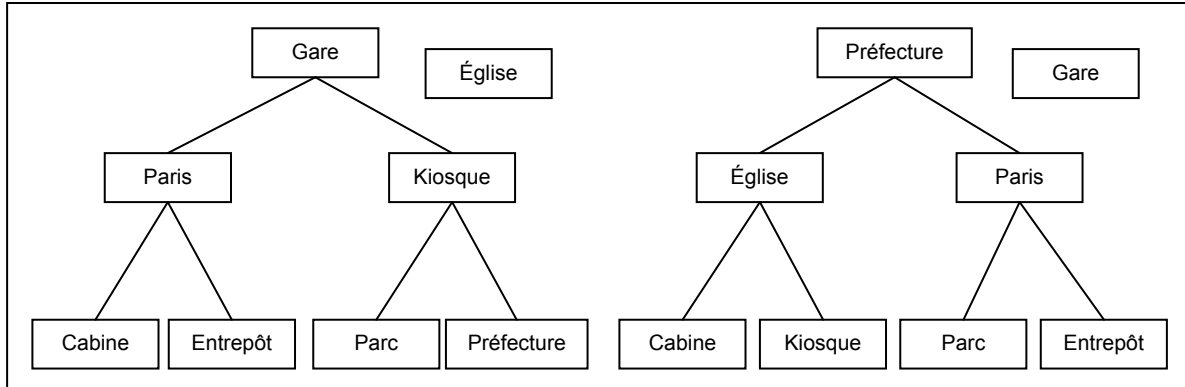 Gare
Église
Paris
Kiosque
Cabine
Entrepôt
Parc
Préfecture
Préfecture
Gare
Église
Paris
Cabine
Kiosque
Parc
Entrepôt